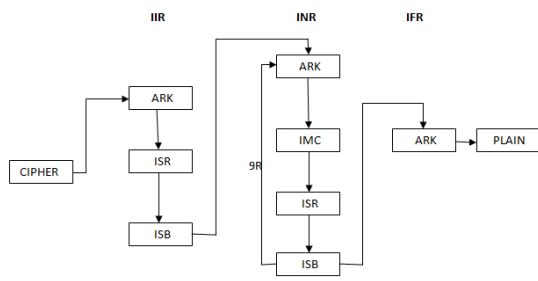 IIR
INR
IFR
ARK
ARK
IMC
ARK
PLAIN
CIPHER
ISR
9R
ISR
ISB
ISB